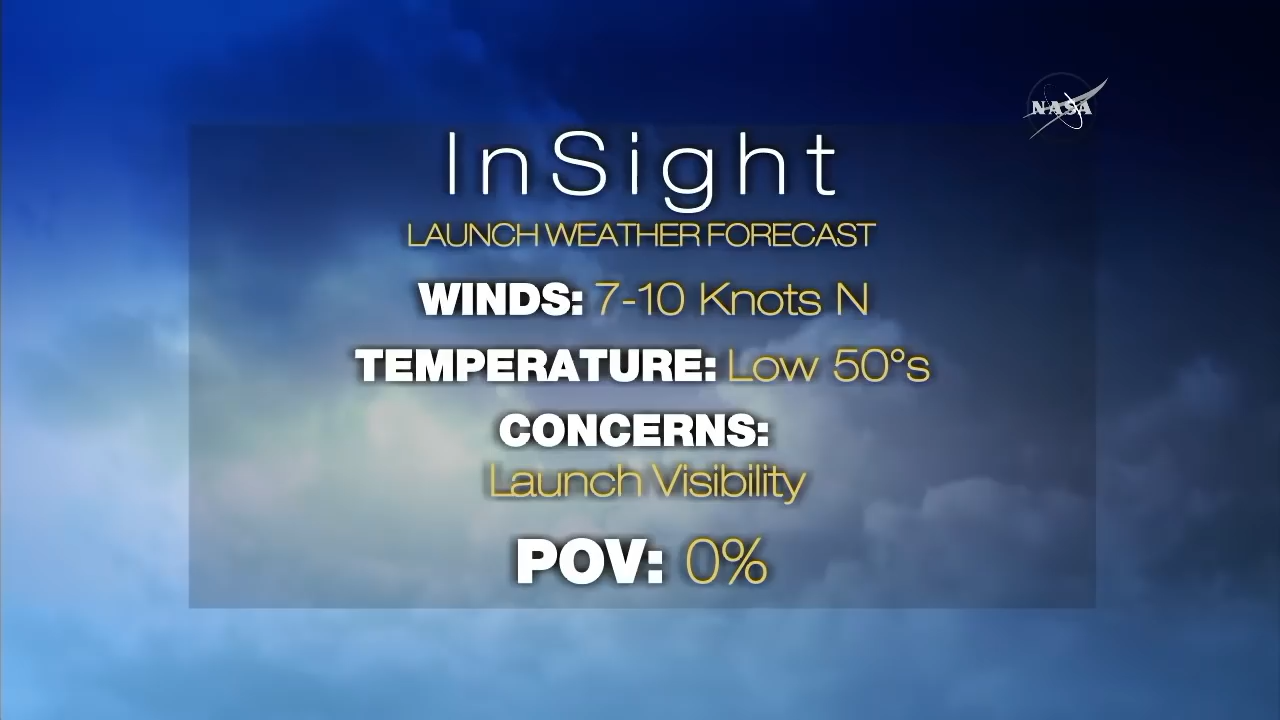 NASA
InSight
LAUNCH WEATHER FORECAST
WINDS: 7-10 Knots N
TEMPERATURE: Low 50°s
CONCERNS:
Launch Visibility
POV: 0%